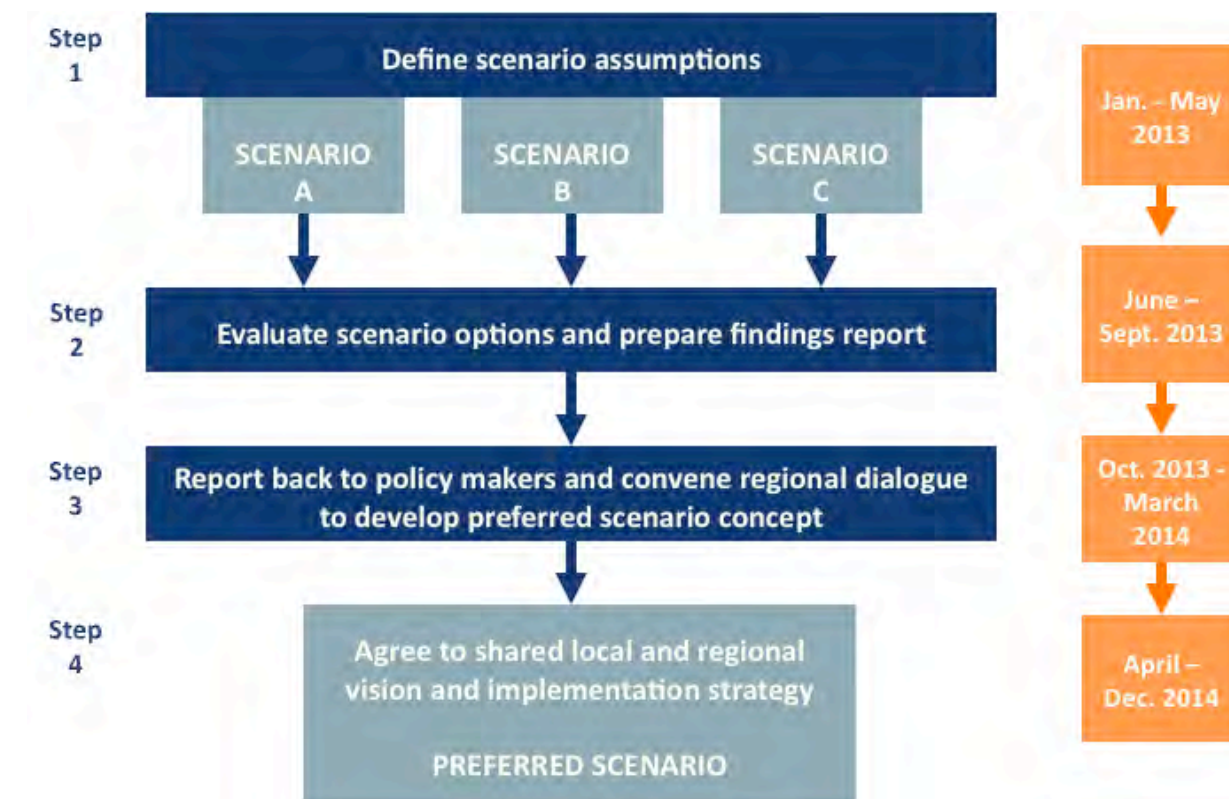 Step
1
Define scenario assumptions
SCENARIO
A
SCENARIO
B
SCENARIO
C
Jan. - May
2013
Step
2
Evaluate scenario options and prepare findings report
June –
Sept. 2013
Step
3
Report back to policy makers and convene regional dialogue
to develop preferred scenario concept
Oct. 2013 -
March
2014
Step
4
Agree to shared local and regional
vision and implementation strategy
PREFERRED SCENARIO
April –
Dec. 2014